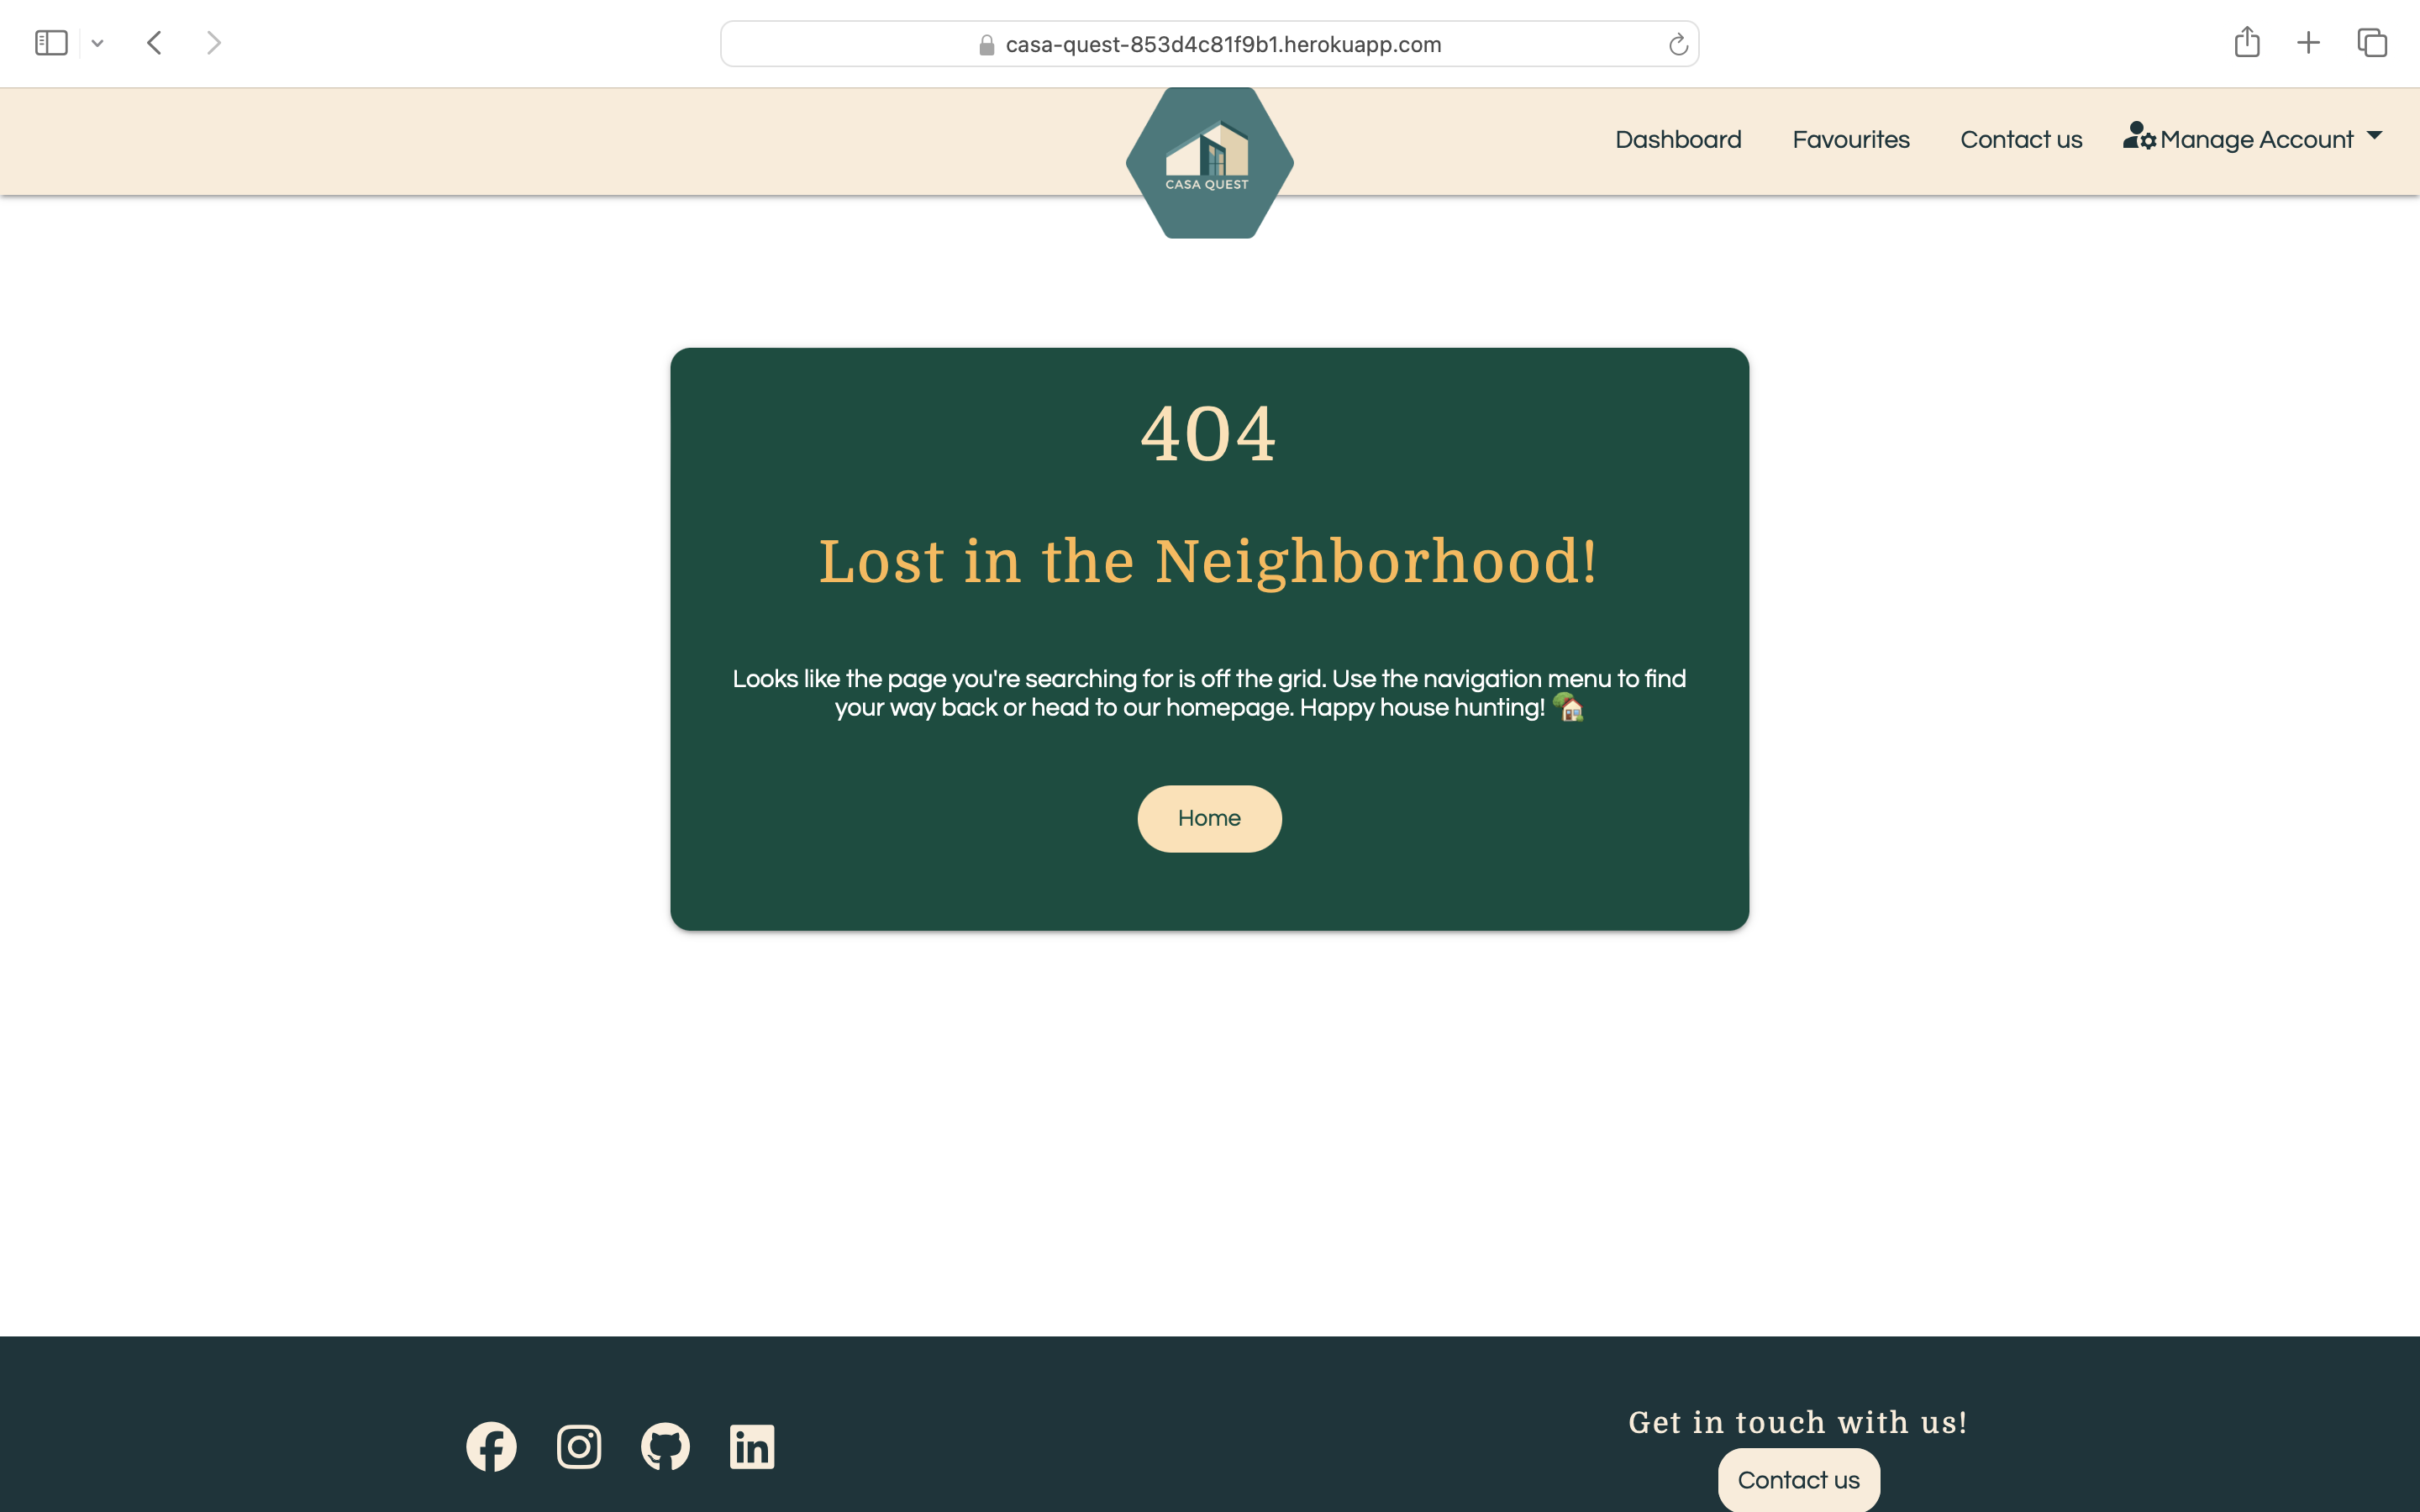 casa-quest-853d4c81f9b1.herokuapp.com
CASA QUEST
Dashboard Favourites Contact us Manage Account
404
Lost in the Neighborhood!
Looks like the page you're searching for is off the grid. Use the navigation menu to find
your way back or head to our homepage. Happy house hunting! 🏡
Home
Get in touch with us!
Contact us